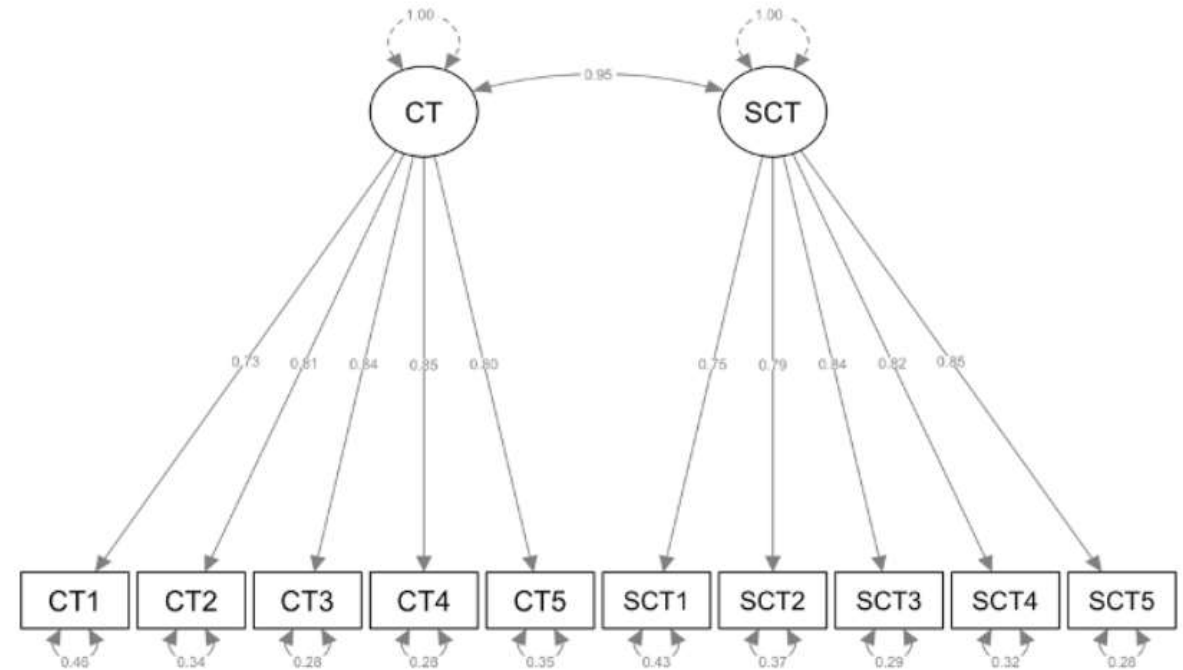 1.00 1.00
0.95
CT SCT
0.73 0.81 0.84 0.85 0.80 0.75 0.79 0.84 0.82 0.85
CT1 CT2 CT3 CT4 CT5 SCT1 SCT2 SCT3 SCT4 SCT5
0.46 0.34 0.28 0.28 0.35 0.43 0.37 0.29 0.32 0.28